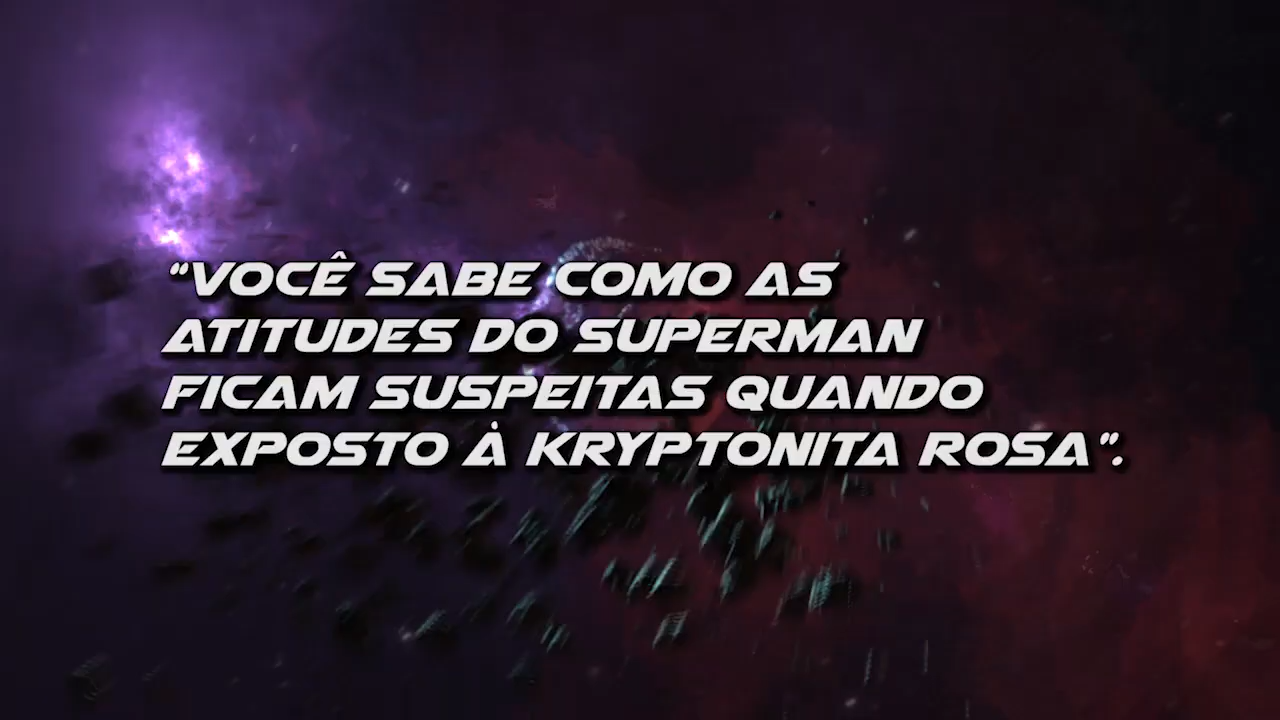 “VOCÊ SABE COMO AS
ATITUDES DO SUPERMAN
FICAM SUSPEITAS QUANDO
EXPOSTO À KRYPTONITA ROSA”.